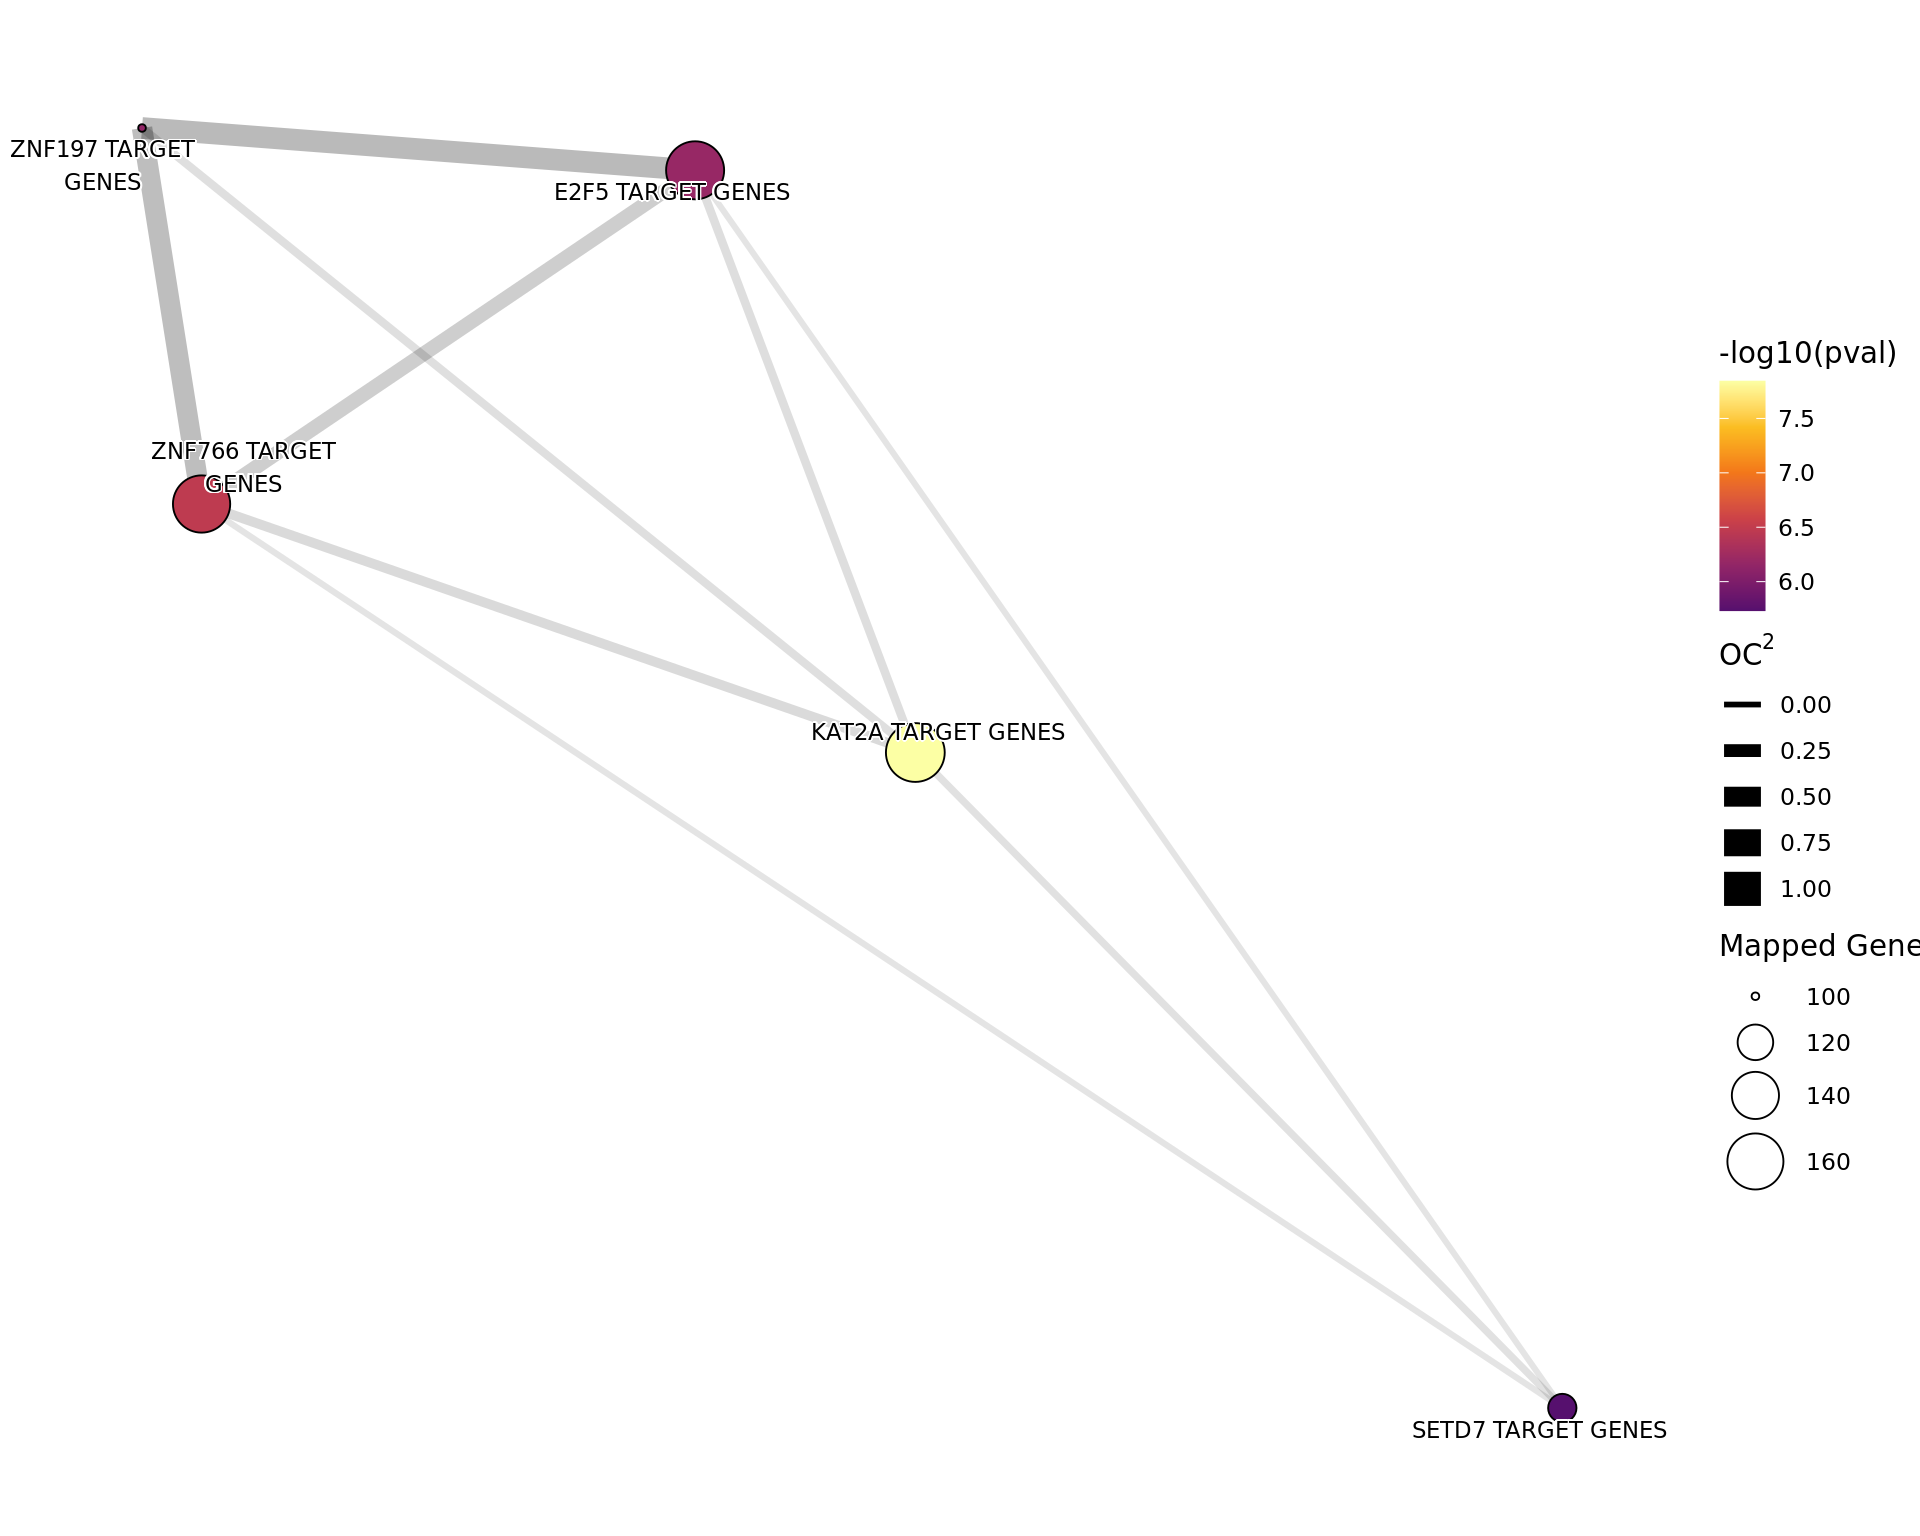 ZNF197 TARGET
GENES
E2F5 TARGET GENES
ZNF766 TARGET
GENES
KAT2A TARGET GENES
SETD7 TARGET GENES
-log10(pval)
7.5
7.0
6.5
6.0
OC²
0.00
0.25
0.50
0.75
1.00
Mapped Gene
100
120
140
160